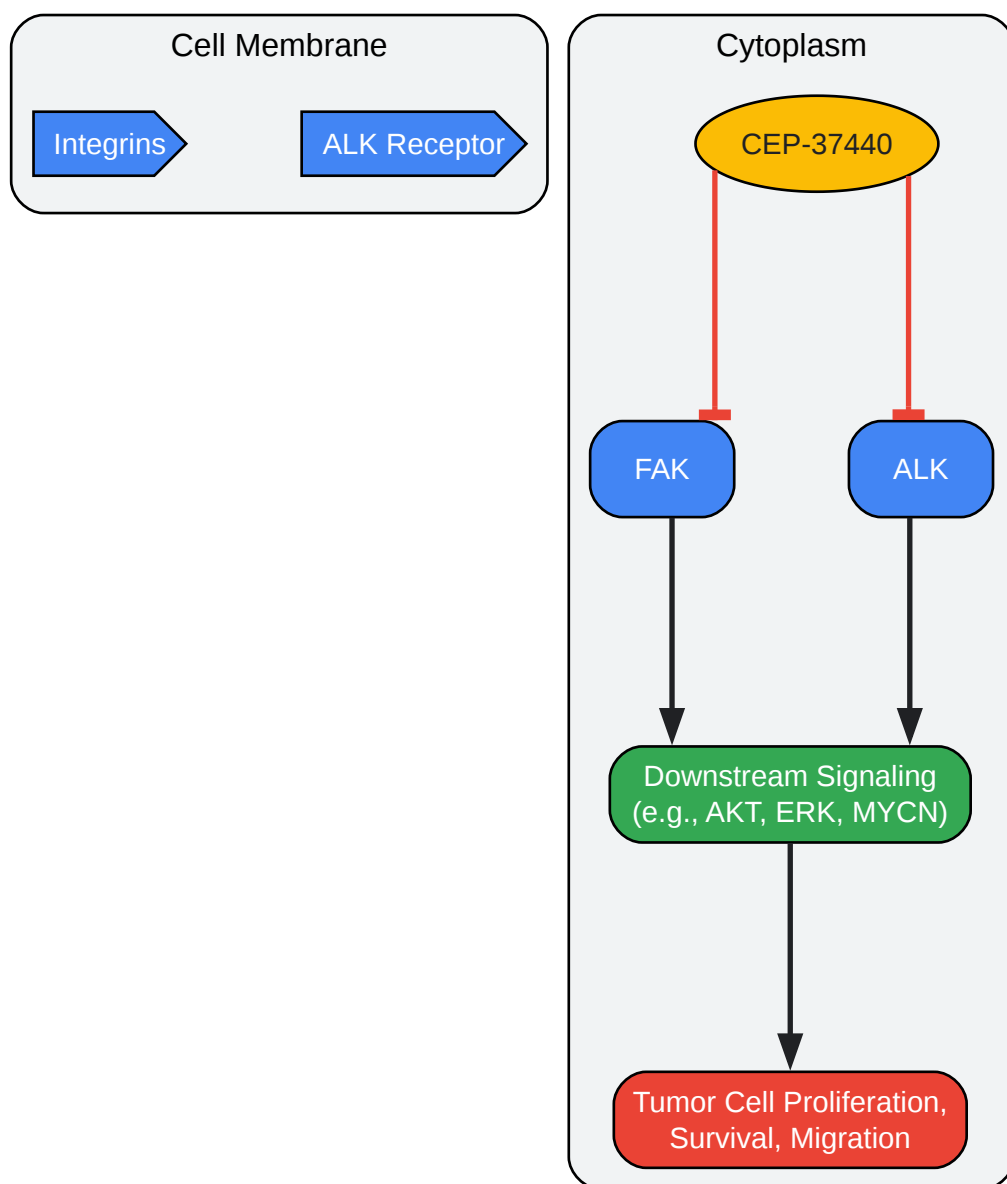 Cell Membrane
Integrins
ALK Receptor
Cytoplasm
CEP-37440
FAK
ALK
Downstream Signaling
(e.g., AKT, ERK, MYCN)
Tumor Cell Proliferation,
Survival, Migration